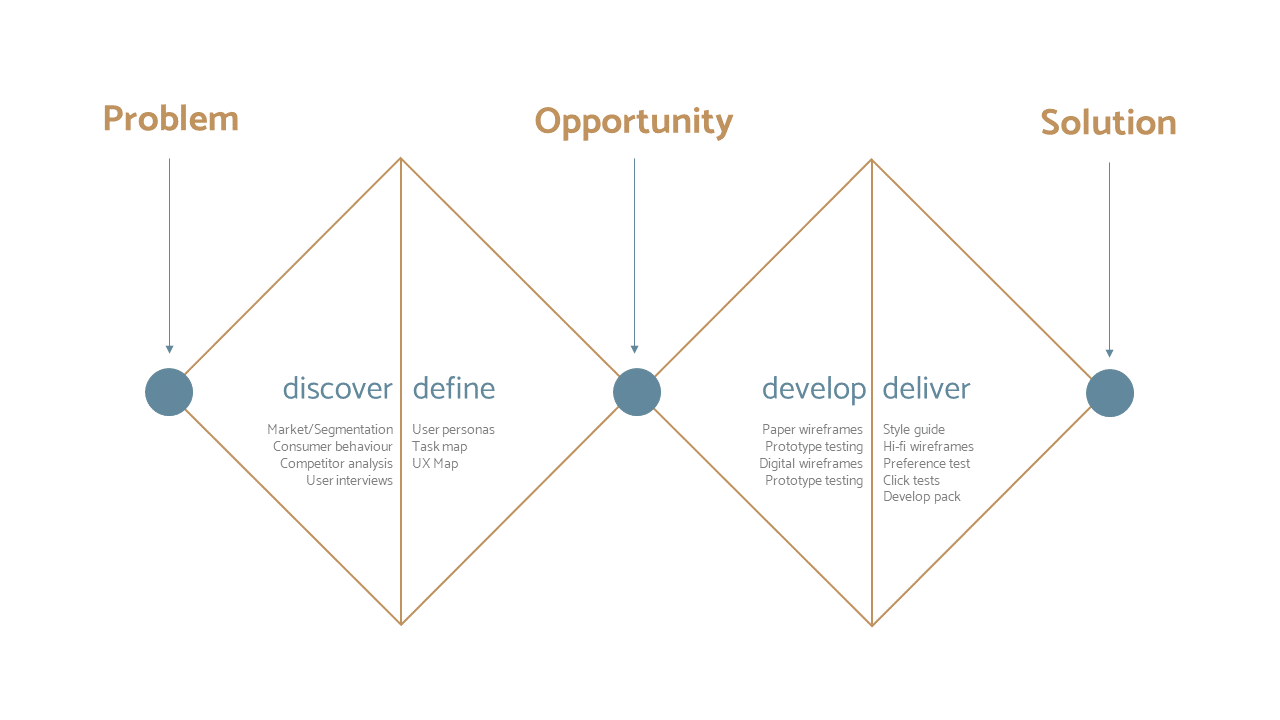 Problem
Opportunity
Solution
discover
Market/Segmentation
Consumer behaviour
Competitor analysis
User interviews
define
User personas
Task map
UX Map
develop
Paper wireframes
Prototype testing
Digital wireframes
Prototype testing
deliver
Style guide
Hi-fi wireframes
Preference test
Click tests
Develop pack